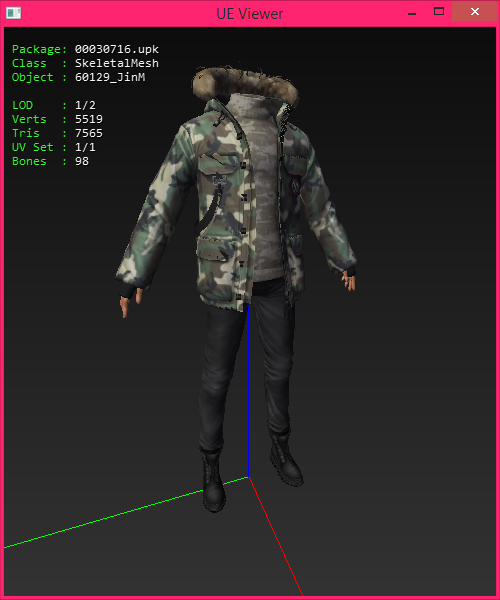 UE Viewer
Package: 00030716.upk
Class  : SkeletalMesh
Object : 60129_JinM
LOD    : 1/2
Verts  : 5519
Tris   : 7565
UV Set : 1/1
Bones  : 98